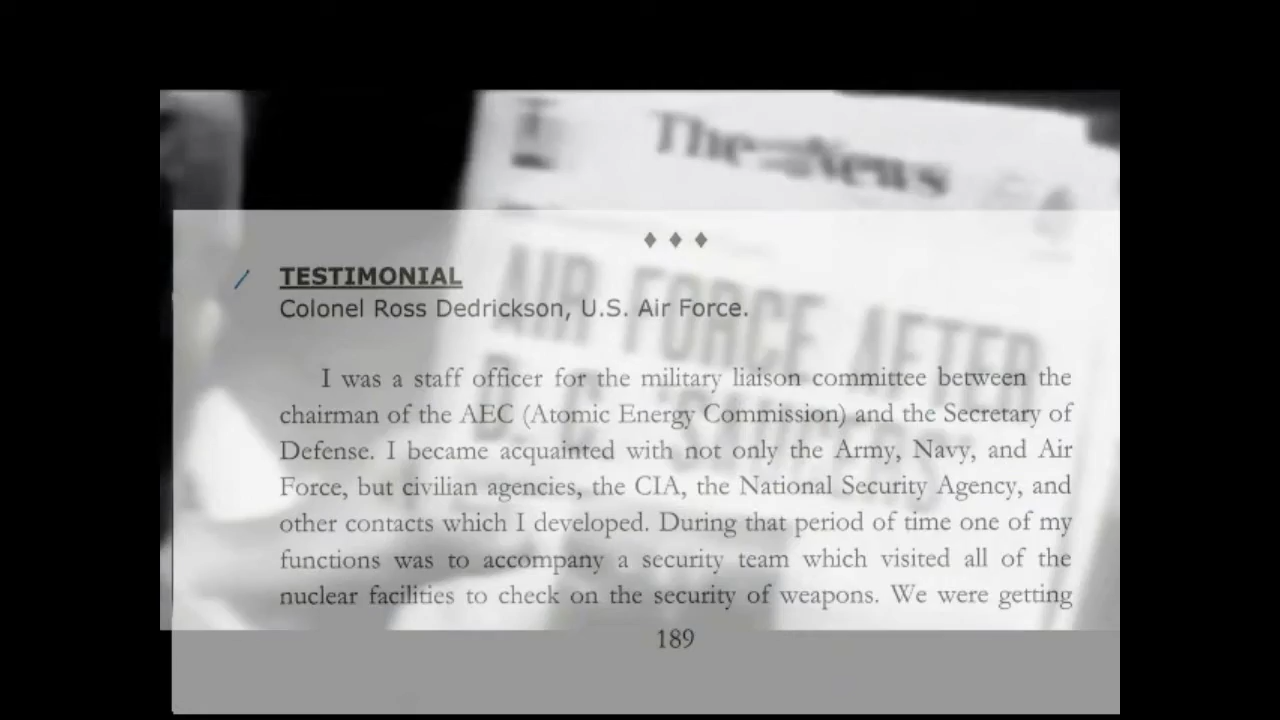 The News
AIR FORCE AFTER
D. C. 'SAUCERS'
♦ ♦ ♦
TESTIMONIAL
Colonel Ross Dedrickson, U.S. Air Force.
I was a staff officer for the military liaison committee between the
chairman of the AEC (Atomic Energy Commission) and the Secretary of
Defense. I became acquainted with not only the Army, Navy, and Air
Force, but civilian agencies, the CIA, the National Security Agency, and
other contacts which I developed. During that period of time one of my
functions was to accompany a security team which visited all of the
nuclear facilities to check on the security of weapons. We were getting
189